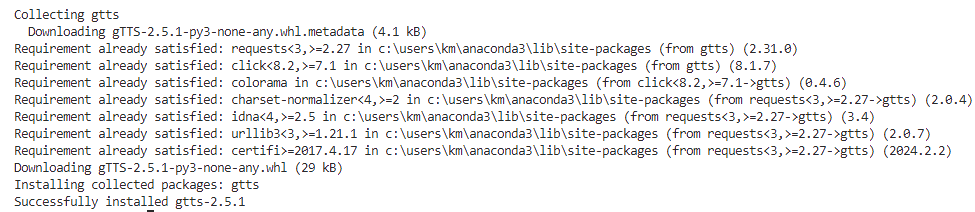 Collecting gtts
  Downloading gTTS-2.5.1-py3-none-any.whl.metadata (4.1 kB)
Requirement already satisfied: requests<3,>=2.27 in c:\users\km\anaconda3\lib\site-packages (from gtts) (2.31.0)
Requirement already satisfied: click<8.2,>=7.1 in c:\users\km\anaconda3\lib\site-packages (from gtts) (8.1.7)
Requirement already satisfied: colorama in c:\users\km\anaconda3\lib\site-packages (from click<8.2,>=7.1->gtts) (0.4.6)
Requirement already satisfied: charset-normalizer<4,>=2 in c:\users\km\anaconda3\lib\site-packages (from requests<3,>=2.27->gtts) (2.0.4)
Requirement already satisfied: idna<4,>=2.5 in c:\users\km\anaconda3\lib\site-packages (from requests<3,>=2.27->gtts) (3.4)
Requirement already satisfied: urllib3<3,>=1.21.1 in c:\users\km\anaconda3\lib\site-packages (from requests<3,>=2.27->gtts) (2.0.7)
Requirement already satisfied: certifi>=2017.4.17 in c:\users\km\anaconda3\lib\site-packages (from requests<3,>=2.27->gtts) (2024.2.2)
Downloading gTTS-2.5.1-py3-none-any.whl (29 kB)
Installing collected packages: gtts
Successfully installed gtts-2.5.1